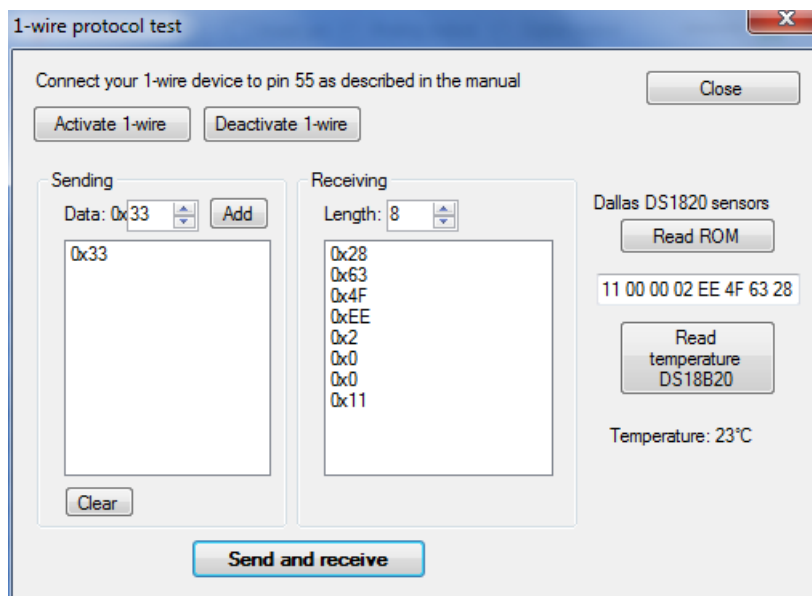 1-wire protocol test
X
Connect your 1-wire device to pin 55 as described in the manual
Close
Activate 1-wire
Deactivate 1-wire
Sending
Data: 0x 33
Add
0x33
Clear
Receiving
Length: 8
0x28
0x63
0x4F
0xEE
0x2
0x0
0x0
0x11
Dallas DS1820 sensors
Read ROM
11 00 00 02 EE 4F 63 28
Read
temperature
DS18B20
Temperature: 23°C
Send and receive